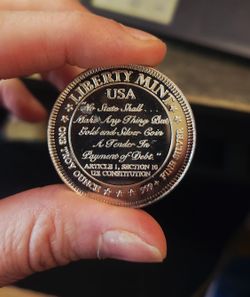 LIBERTY MINT
USA
"No State Shall . . .
Make Any Thing But
Gold and Silver Coin
A Tender In
Payment of Debt."
ARTICLE 1, SECTION 10
U.S. CONSTITUTION
ONE TROY OUNCE ★ ★ ★ .999+ FINE SILVER